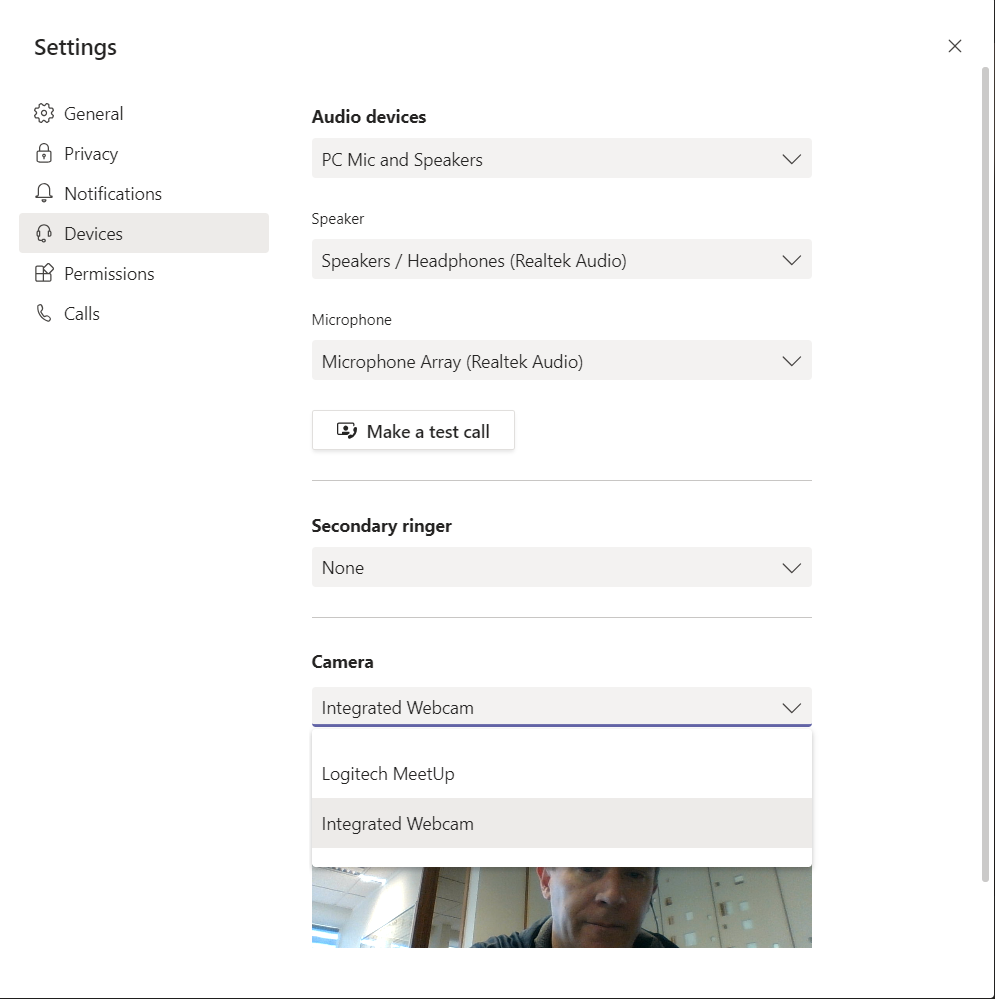 Settings
General
Privacy
Notifications
Devices
Permissions
Calls
Audio devices
PC Mic and Speakers
Speaker
Speakers / Headphones (Realtek Audio)
Microphone
Microphone Array (Realtek Audio)
Make a test call
Secondary ringer
None
Camera
Integrated Webcam
Logitech MeetUp
Integrated Webcam